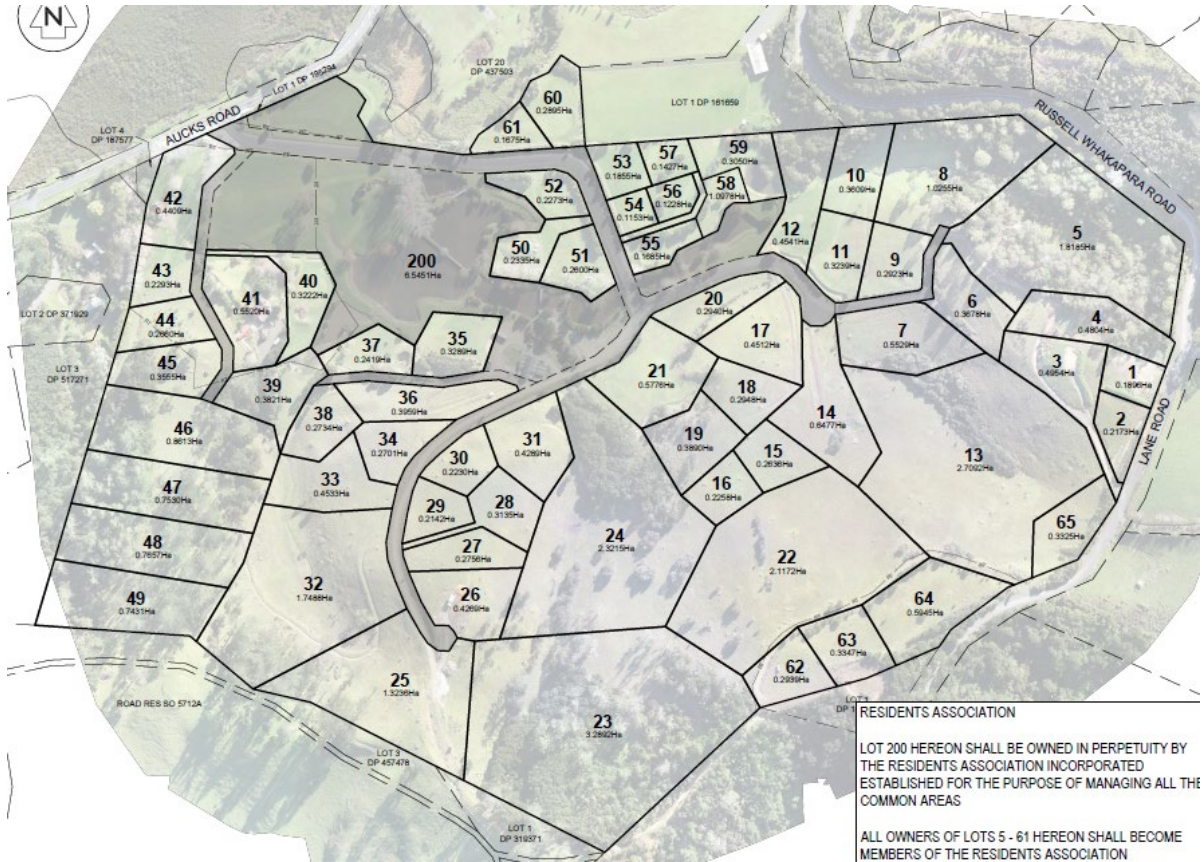 N
LOT 20
DP 437503
LOT 1 DP 195294
60
0.2895Ha
LOT 1 DP 161659
AUCKS ROAD
LOT 4
DP 187577
61
0.1675Ha
RUSSELL WHAKAPARA ROAD
53
0.1855Ha
57
0.1427Ha
59
0.3050Ha
10
0.3609Ha
8
1.0255Ha
42
0.4409Ha
52
0.2273Ha
54
0.1153Ha
56
0.1228Ha
58
1.0978Ha
12
0.4541Ha
5
1.8185Ha
50
0.2335Ha
51
0.2600Ha
55
0.1685Ha
11
0.3239Ha
9
0.2923Ha
200
6.5451Ha
43
0.2293Ha
40
0.3222Ha
41
0.5520Ha
LOT 2 DP 371929
44
0.2660Ha
20
0.2940Ha
17
0.4512Ha
6
0.3678Ha
4
0.4804Ha
7
0.5529Ha
37
0.2419Ha
35
0.3289Ha
LOT 3
DP 517271
45
0.3555Ha
39
0.3821Ha
21
0.5776Ha
18
0.2948Ha
3
0.4954Ha
1
0.1896Ha
2
0.2173Ha
LANE ROAD
36
0.3959Ha
38
0.2734Ha
14
0.6477Ha
46
0.8613Ha
34
0.2701Ha
31
0.4289Ha
19
0.3890Ha
15
0.2636Ha
13
2.7092Ha
30
0.2230Ha
47
0.7530Ha
33
0.4533Ha
16
0.2258Ha
29
0.2142Ha
28
0.3135Ha
65
0.3325Ha
48
0.7657Ha
24
2.3215Ha
27
0.2756Ha
22
2.1172Ha
32
1.7488Ha
49
0.7431Ha
26
0.4269Ha
64
0.5945Ha
63
0.3347Ha
62
0.2939Ha
25
1.3236Ha
ROAD RES SO 5712A
23
3.2892Ha
LOT 3
DP 457478
LOT 1
DP 319371
RESIDENTS ASSOCIATION
LOT 200 HEREON SHALL BE OWNED IN PERPETUITY BY
THE RESIDENTS ASSOCIATION INCORPORATED
ESTABLISHED FOR THE PURPOSE OF MANAGING ALL THE
COMMON AREAS
ALL OWNERS OF LOTS 5 - 61 HEREON SHALL BECOME
MEMBERS OF THE RESIDENTS ASSOCIATION